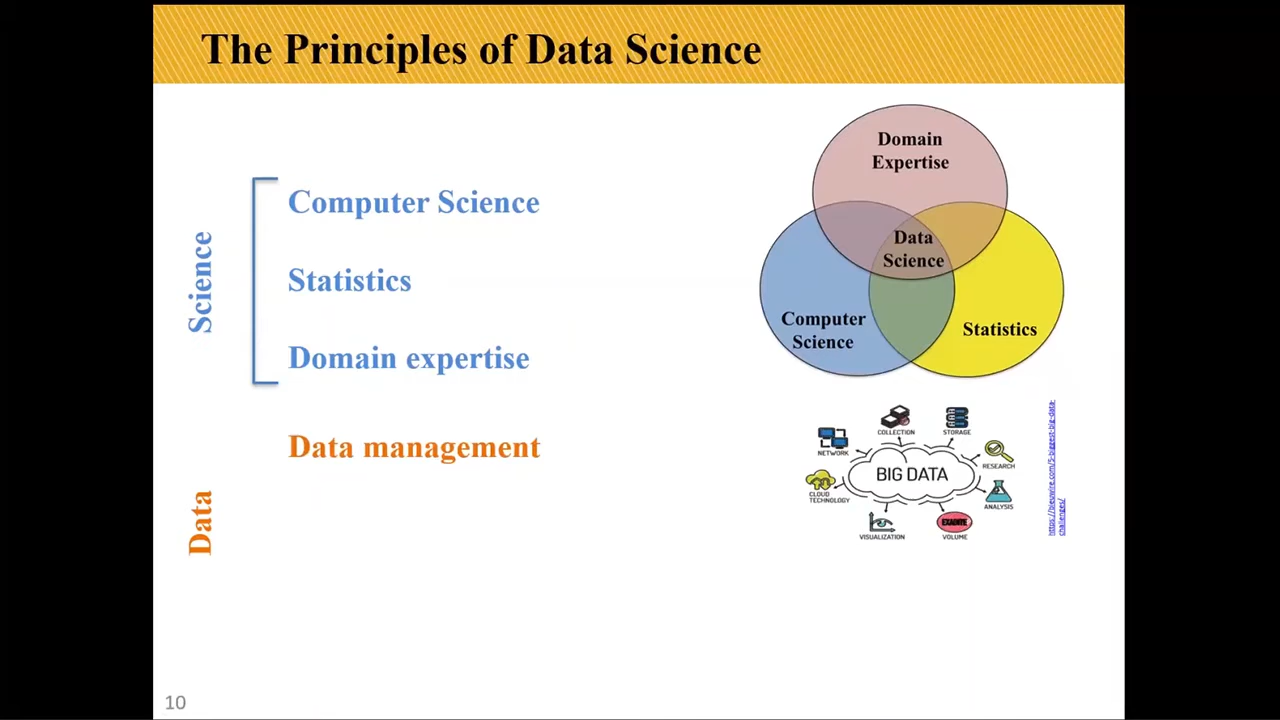 The Principles of Data Science
Science
Computer Science
Statistics
Domain expertise
Data
Data management
Domain
Expertise
Data
Science
Computer
Science
Statistics
COLLECTION
STORAGE
NETWORK
RESEARCH
BIG DATA
CLOUD
TECHNOLOGY
ANALYSIS
VISUALIZATION
EXABYTE
VOLUME
10